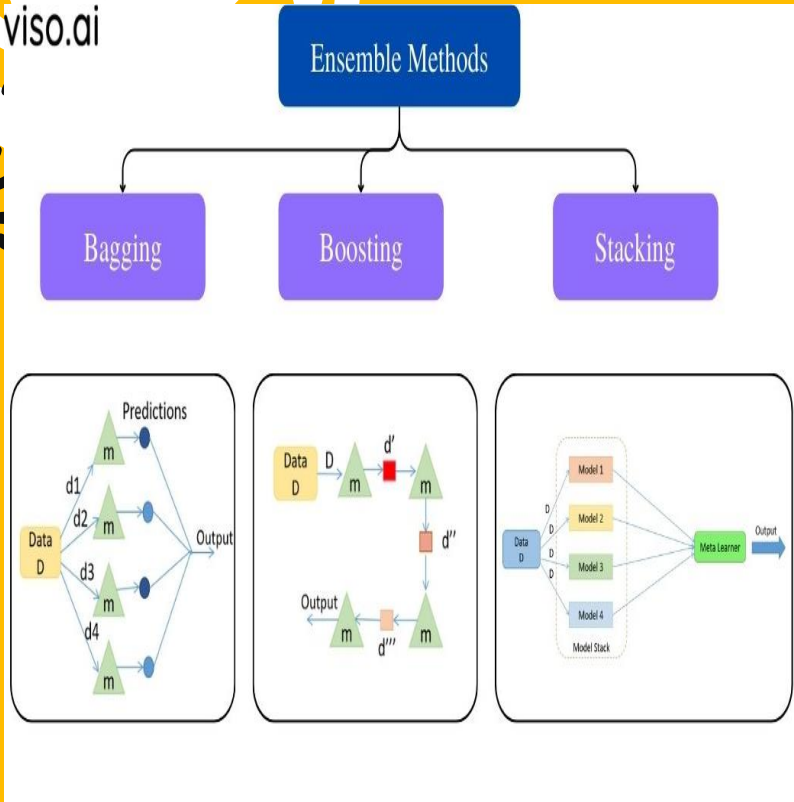 viso.ai
Ensemble Methods
Bagging
Boosting
Stacking
Predictions
m
d1
d2
m
Data
D
Output
d3
m
d4
m
Data
D
D
d'
m
m
d''
Output
m
d'''
m
Data
D
D
D
D
D
Model 1
Model 2
Model 3
Model 4
Model Stack
Meta Learner
Output